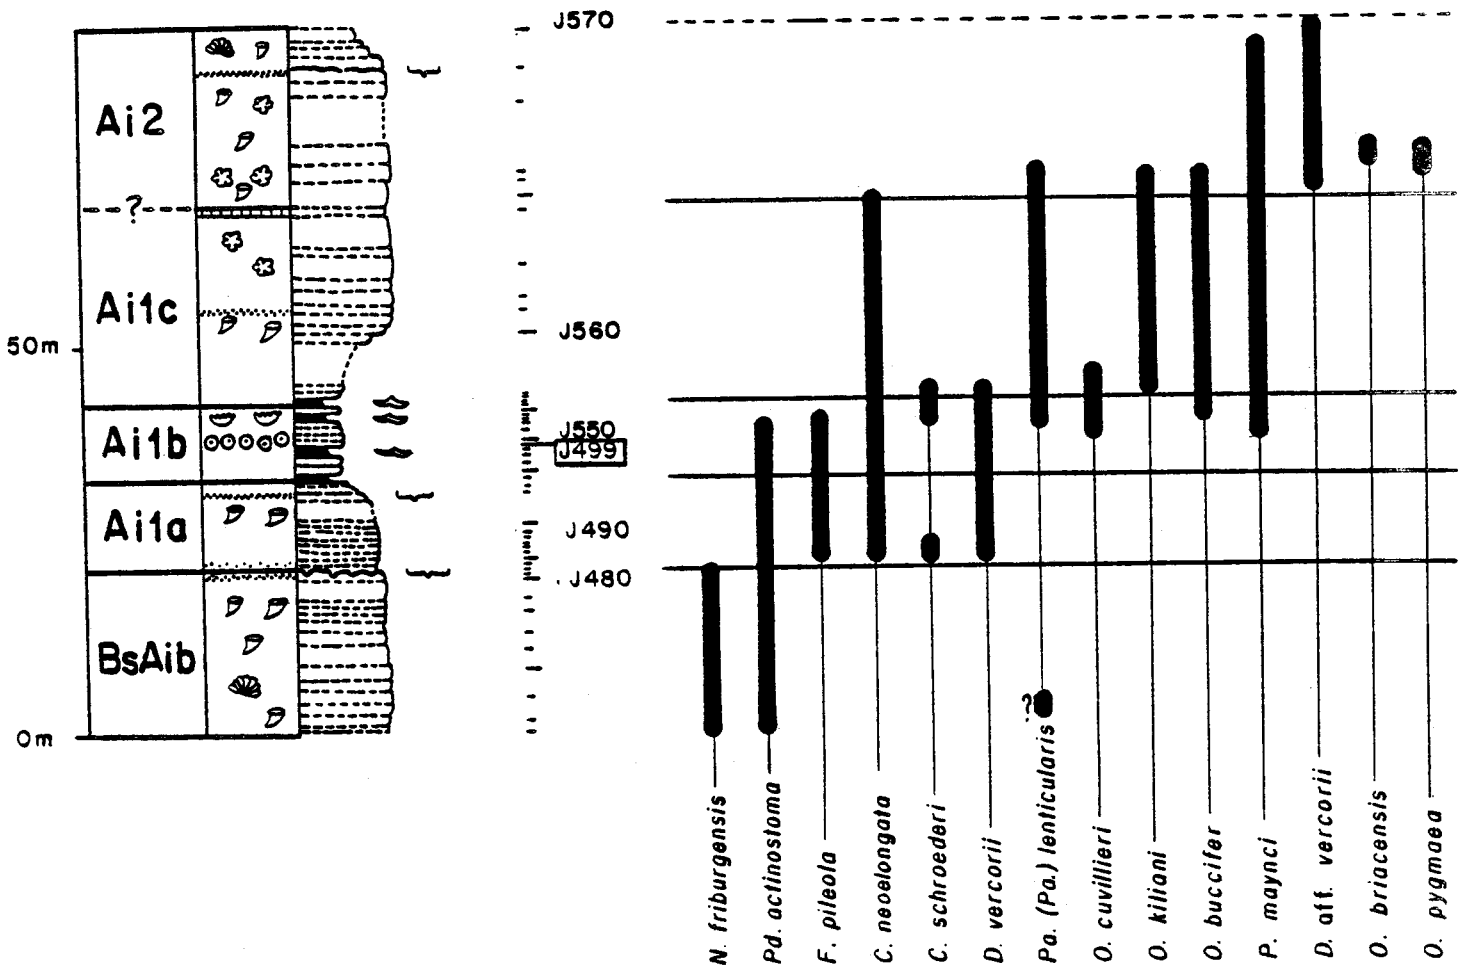 J570
Ai2
?
Ai1c
J560
50m
J550
Ai1b
J499
J490
Ai1a
J480
BsAib
?
0m
N. friburgensis
Pd. actinostoma
F. pileola
C. neoelongata
C. schroederi
D. vercorii
Pa. (Pa.) lenticularis
O. cuvillieri
O. kiliani
O. buccifer
P. maynci
D. aff. vercorii
O. briacensis
O. pygmaea